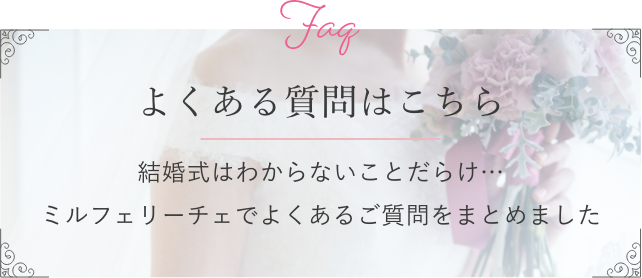 Faq
よくある質問はこちら
結婚式はわからないことだらけ…
ミルフェリーチェでよくあるご質問をまとめました